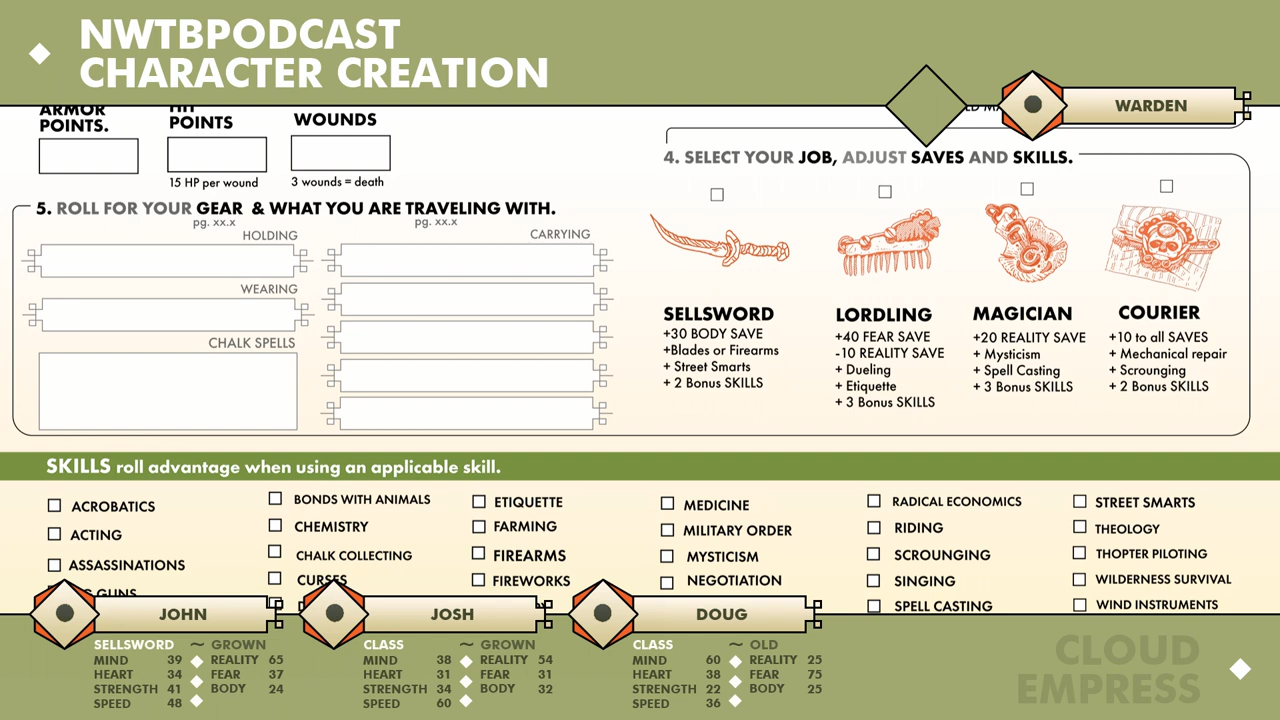 NWTBPODCAST
CHARACTER CREATION
WARDEN
ARMOR
POINTS.
HIT
POINTS
WOUNDS
15 HP per wound
3 wounds = death
5. ROLL FOR YOUR GEAR & WHAT YOU ARE TRAVELING WITH.
pg. xx.x
pg. xx.x
HOLDING
CARRYING
WEARING
CHALK SPELLS
4. SELECT YOUR JOB, ADJUST SAVES AND SKILLS.
SELLSWORD
+30 BODY SAVE
+Blades or Firearms
+ Street Smarts
+ 2 Bonus SKILLS
LORDLING
+40 FEAR SAVE
-10 REALITY SAVE
+ Dueling
+ Etiquette
+ 3 Bonus SKILLS
MAGICIAN
+20 REALITY SAVE
+ Mysticism
+ Spell Casting
+ 3 Bonus SKILLS
COURIER
+10 to all SAVES
+ Mechanical repair
+ Scrounging
+ 2 Bonus SKILLS
SKILLS roll advantage when using an applicable skill.
ACROBATICS
ACTING
ASSASSINATIONS
GUNS
BONDS WITH ANIMALS
CHEMISTRY
CHALK COLLECTING
CURSES
ETIQUETTE
FARMING
FIREARMS
FIREWORKS
MEDICINE
MILITARY ORDER
MYSTICISM
NEGOTIATION
RADICAL ECONOMICS
RIDING
SCROUNGING
SINGING
SPELL CASTING
STREET SMARTS
THEOLOGY
THOPTER PILOTING
WILDERNESS SURVIVAL
WIND INSTRUMENTS
JOHN
SELLSWORD ~ GROWN
MIND 39 REALITY 65
HEART 34 FEAR 37
STRENGTH 41 BODY 24
SPEED 48
JOSH
CLASS ~ GROWN
MIND 38 REALITY 54
HEART 31 FEAR 31
STRENGTH 34 BODY 32
SPEED 60
DOUG
CLASS ~ OLD
MIND 60 REALITY 25
HEART 38 FEAR 75
STRENGTH 22 BODY 25
SPEED 36
CLOUD
EMPRESS